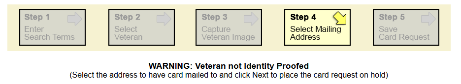 Step 1
Enter
Search Terms
Step 2
Select
Veteran
Step 3
Capture
Veteran Image
Step 4
Select Mailing
Address
Step 5
Save
Card Request
WARNING: Veteran not Identity Proofed
(Select the address to have card mailed to and click Next to place the card request on hold)